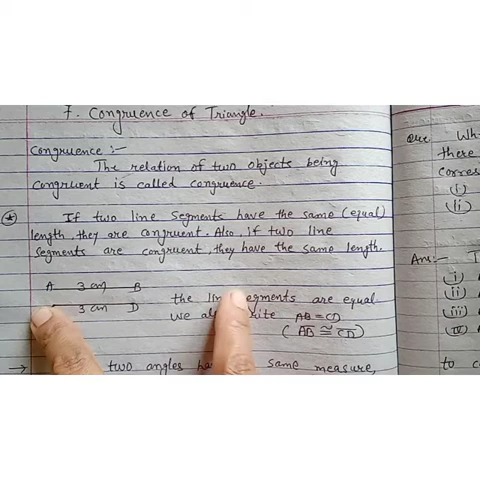 7. Congruence of Triangle.
Congruence :-
The relation of two objects being
congruent is called congruence.
If two line segments have the same (equal)
length, they are congruent. Also, if two line
segments are congruent, they have the same length.
A 3 cm B
3 cm D
the line segments are equal
we also write AB = CD
( AB ≅ CD )
→ two angles have same measure,
Que.
there
corres
(i)
(ii)
Ans :-
i)
ii)
iii)
iv)
to c